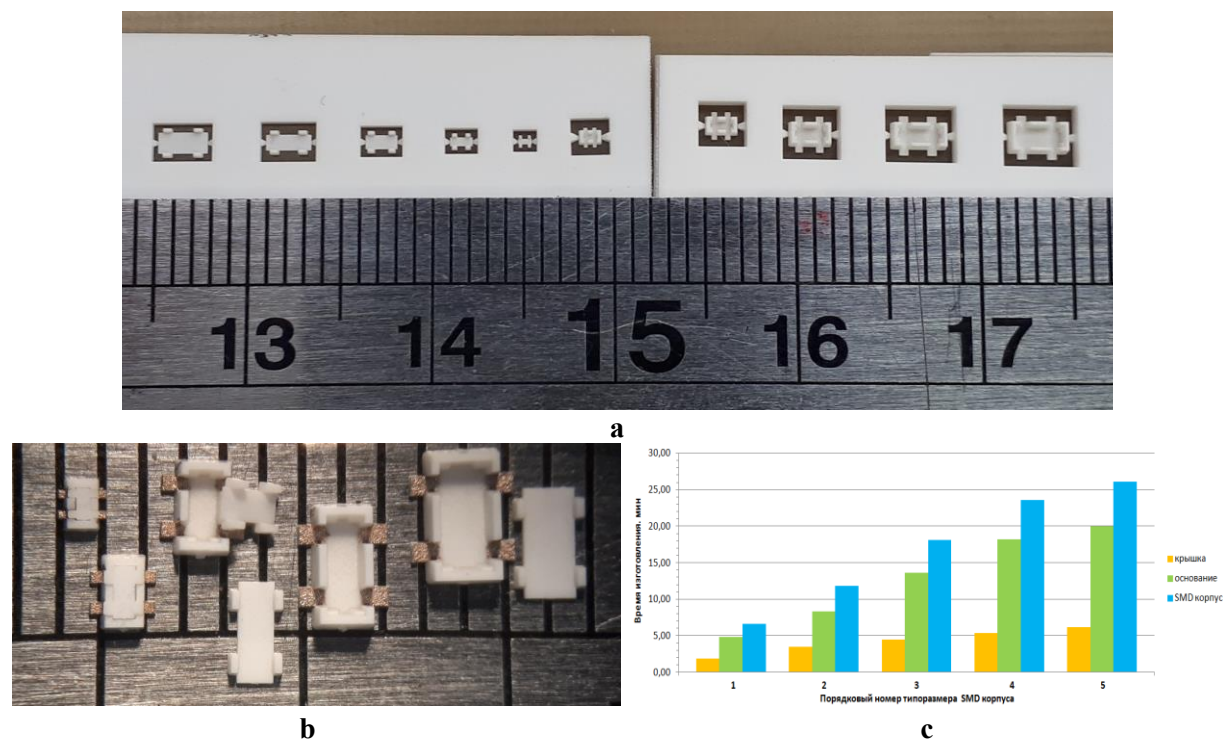 13 14 15 16 17
a
30,00
25,00
20,00
15,00
10,00
5,00
0,00
Время изготовления. мин
1 2 3 4 5
Порядковый номер типоразмера SMD корпуса
крышка
основание
SMD корпус
b
c